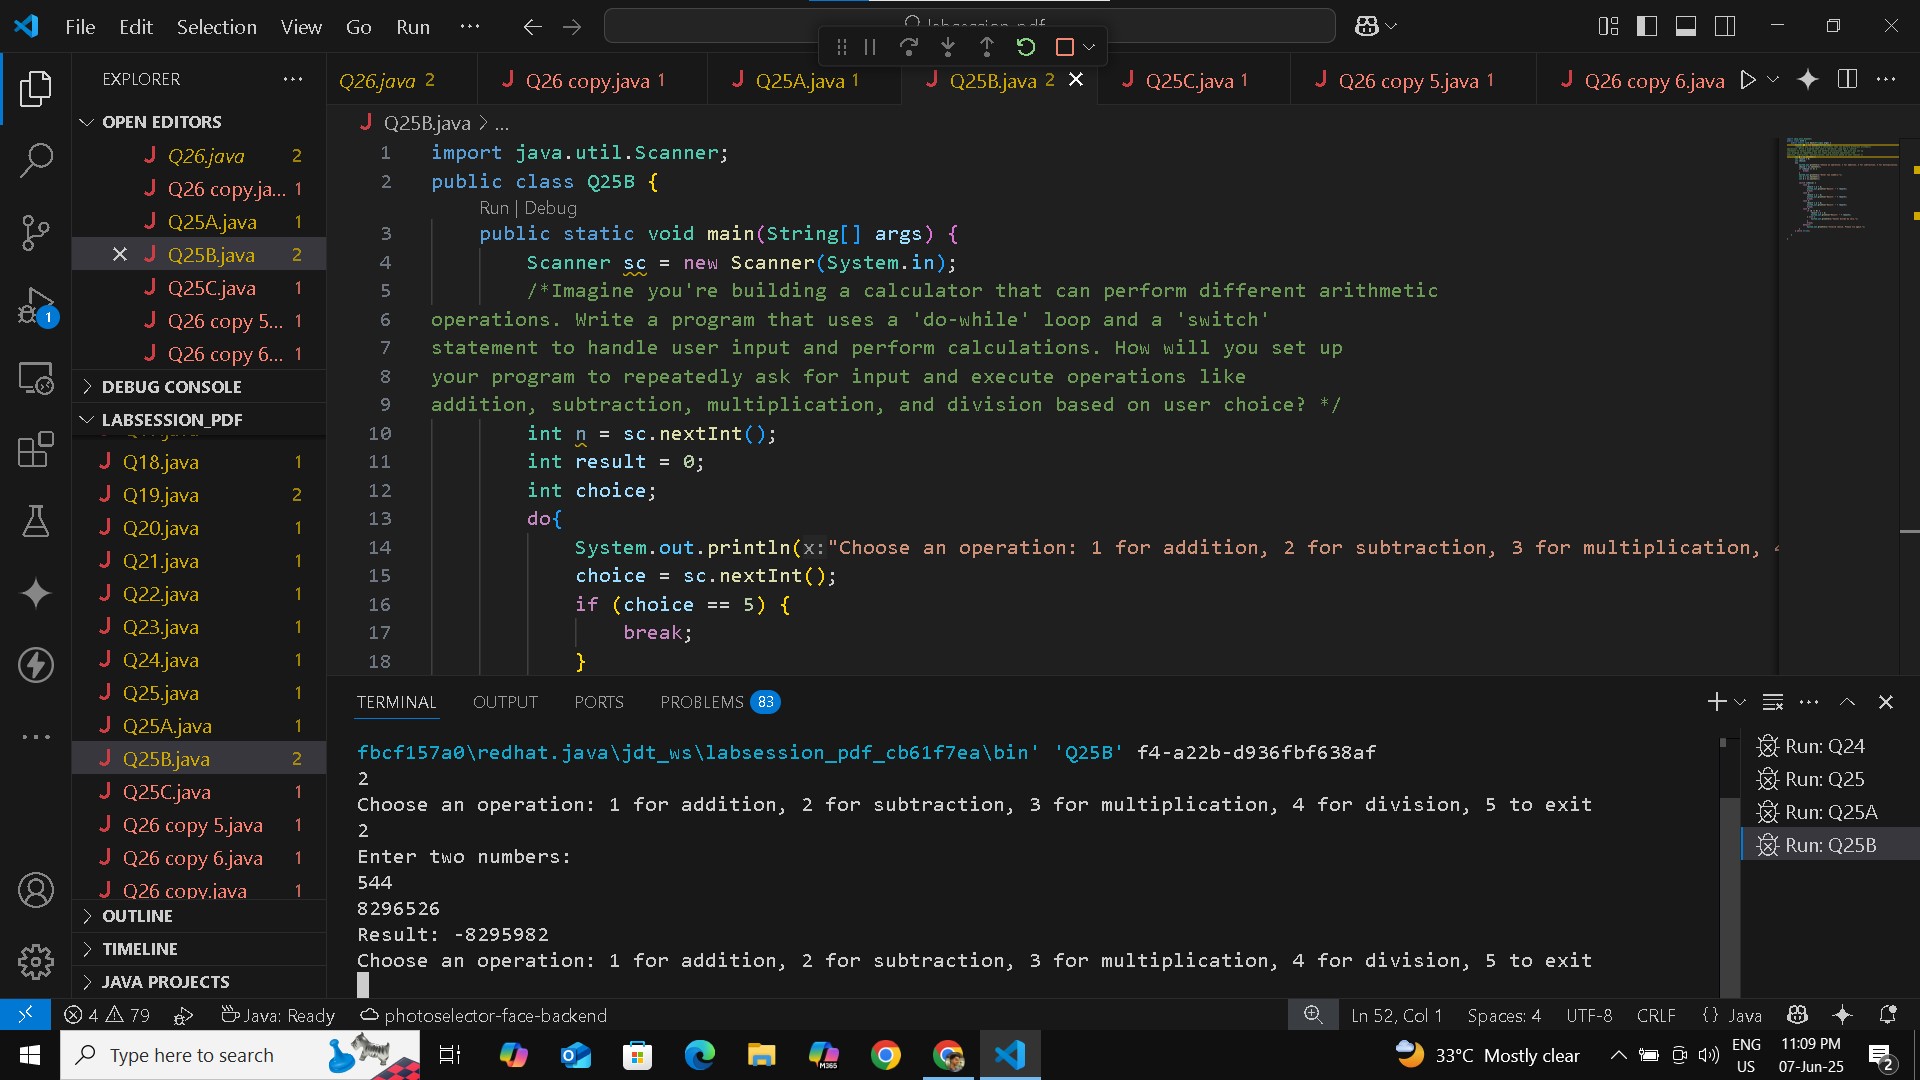 File Edit Selection View Go Run ···
labsession_pdf
EXPLORER
OPEN EDITORS
Q26.java 2
Q26 copy.ja... 1
Q25A.java 1
Q25B.java 2
Q25C.java 1
Q26 copy 5... 1
Q26 copy 6... 1
DEBUG CONSOLE
LABSESSION_PDF
Q18.java 1
Q19.java 2
Q20.java 1
Q21.java 1
Q22.java 1
Q23.java 1
Q24.java 1
Q25.java 1
Q25A.java 1
Q25B.java 2
Q25C.java 1
Q26 copy 5.java 1
Q26 copy 6.java 1
Q26 copy.java 1
OUTLINE
TIMELINE
JAVA PROJECTS
1
Q26.java 2 Q26 copy.java 1 Q25A.java 1 Q25B.java 2 Q25C.java 1 Q26 copy 5.java 1 Q26 copy 6.java
Q25B.java > ...
1 import java.util.Scanner;
2 public class Q25B {
Run | Debug
3 public static void main(String[] args) {
4 Scanner sc = new Scanner(System.in);
5 /*Imagine you're building a calculator that can perform different arithmetic
6 operations. Write a program that uses a 'do-while' loop and a 'switch'
7 statement to handle user input and perform calculations. How will you set up
8 your program to repeatedly ask for input and execute operations like
9 addition, subtraction, multiplication, and division based on user choice? */
10 int n = sc.nextInt();
11 int result = 0;
12 int choice;
13 do{
14 System.out.println(x:"Choose an operation: 1 for addition, 2 for subtraction, 3 for multiplication,
15 choice = sc.nextInt();
16 if (choice == 5) {
17 break;
18 }
TERMINAL OUTPUT PORTS PROBLEMS 83
fbcf157a0\redhat.java\jdt_ws\labsession_pdf_cb61f7ea\bin' 'Q25B' f4-a22b-d936fbf638af
2
Choose an operation: 1 for addition, 2 for subtraction, 3 for multiplication, 4 for division, 5 to exit
2
Enter two numbers:
544
8296526
Result: -8295982
Choose an operation: 1 for addition, 2 for subtraction, 3 for multiplication, 4 for division, 5 to exit
Run: Q24
Run: Q25
Run: Q25A
Run: Q25B
4 79 Java: Ready photoselector-face-backend Ln 52, Col 1 Spaces: 4 UTF-8 CRLF {} Java
Type here to search
M365
33°C Mostly clear
ENG
US
11:09 PM
07-Jun-25
2